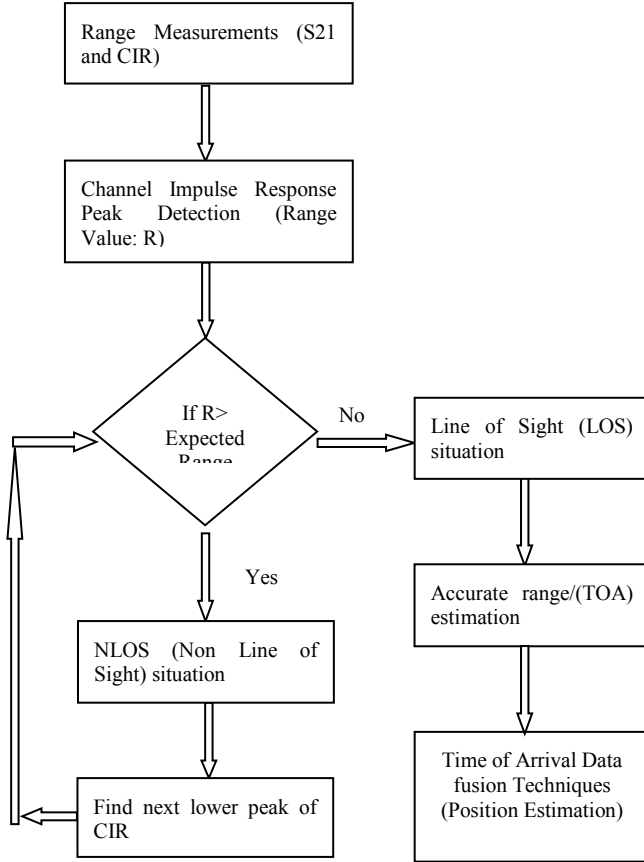 Range Measurements (S21
and CIR)
Channel Impulse Response
Peak Detection (Range
Value: R)
If R>
Expected
Range
No
Line of Sight (LOS)
situation
Yes
Accurate range/(TOA)
estimation
NLOS (Non Line of
Sight) situation
Time of Arrival Data
fusion Techniques
(Position Estimation)
Find next lower peak of
CIR